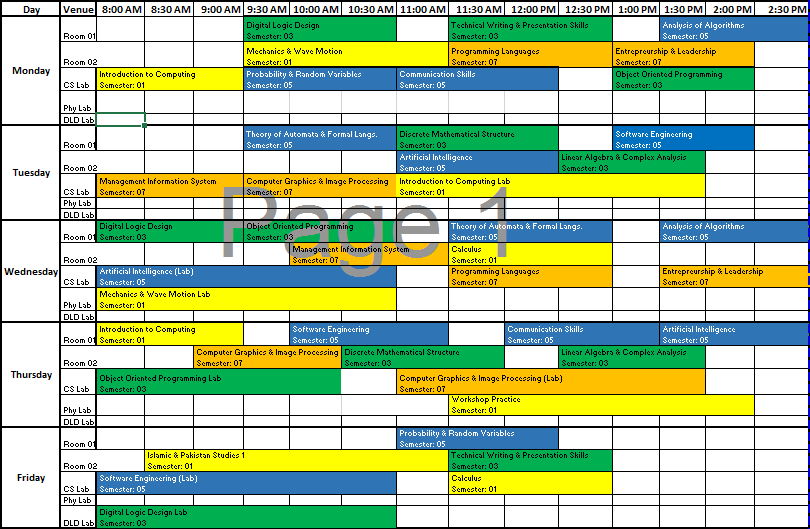 Day Venue 8:00 AM 8:30 AM 9:00 AM 9:30 AM 10:00 AM 10:30 AM 11:00 AM 11:30 AM 12:00 PM 12:30 PM 1:00 PM 1:30 PM 2:00 PM 2:30 PM
Monday
Room 01
Digital Logic Design
Semester: 03
Technical Writing & Presentation Skills
Semester: 03
Analysis of Algorithms
Semester: 05
Room 02
Mechanics & Wave Motion
Semester: 01
Programming Languages
Semester: 07
Entrepreurship & Leadership
Semester: 07
CS Lab
Introduction to Computing
Semester: 01
Probability & Random Variables
Semester: 05
Communication Skills
Semester: 05
Object Oriented Programming
Semester: 03
Phy Lab
DLD Lab
Tuesday
Room 01
Theory of Automata & Formal Langs.
Semester: 05
Discrete Mathematical Structure
Semester: 03
Software Engineering
Semester: 05
Room 02
Artificial Intelligence
Semester: 05
Linear Algebra & Complex Analysis
Semester: 03
CS Lab
Management Information System
Semester: 07
Computer Graphics & Image Processing
Semester: 07
Introduction to Computing Lab
Semester: 01
Phy Lab
DLD Lab
Page 1
Wednesday
Room 01
Digital Logic Design
Semester: 03
Object Oriented Programming
Semester: 03
Theory of Automata & Formal Langs.
Semester: 05
Analysis of Algorithms
Semester: 05
Room 02
Management Information System
Semester: 07
Calculus
Semester: 01
CS Lab
Artificial Intelligence (Lab)
Semester: 05
Programming Languages
Semester: 07
Entrepreurship & Leadership
Semester: 07
Phy Lab
Mechanics & Wave Motion Lab
Semester: 01
DLD Lab
Thursday
Room 01
Introduction to Computing
Semester: 01
Software Engineering
Semester: 05
Communication Skills
Semester: 05
Artificial Intelligence
Semester: 05
Room 02
Computer Graphics & Image Processing
Semester: 07
Discrete Mathematical Structure
Semester: 03
Linear Algebra & Complex Analysis
Semester: 03
CS Lab
Object Oriented Programming Lab
Semester: 03
Computer Graphics & Image Processing (Lab)
Semester: 07
Phy Lab
Workshop Practice
Semester: 01
DLD Lab
Friday
Room 01
Probability & Random Variables
Semester: 05
Room 02
Islamic & Pakistan Studies 1
Semester: 01
Technical Writing & Presentation Skills
Semester: 03
CS Lab
Software Engineering (Lab)
Semester: 05
Calculus
Semester: 01
Phy Lab
DLD Lab
Digital Logic Design Lab
Semester: 03